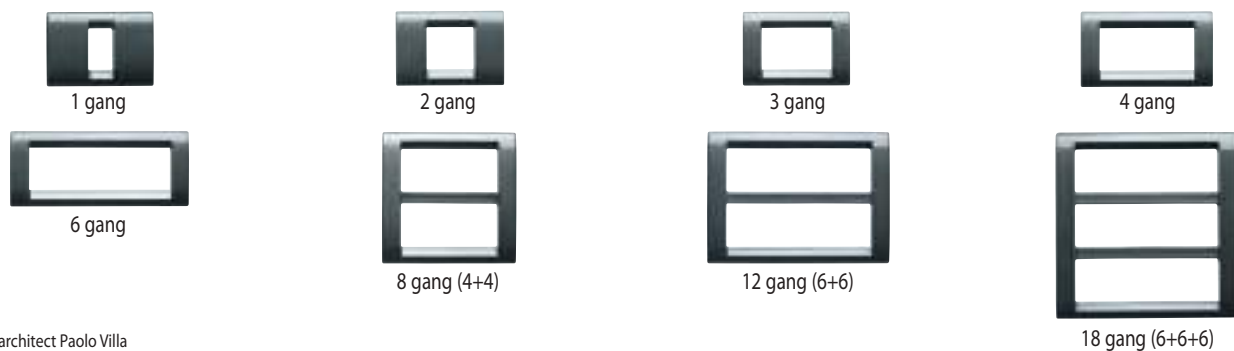 1 gang
2 gang
3 gang
4 gang
6 gang
8 gang (4+4)
12 gang (6+6)
18 gang (6+6+6)
architect Paolo Villa